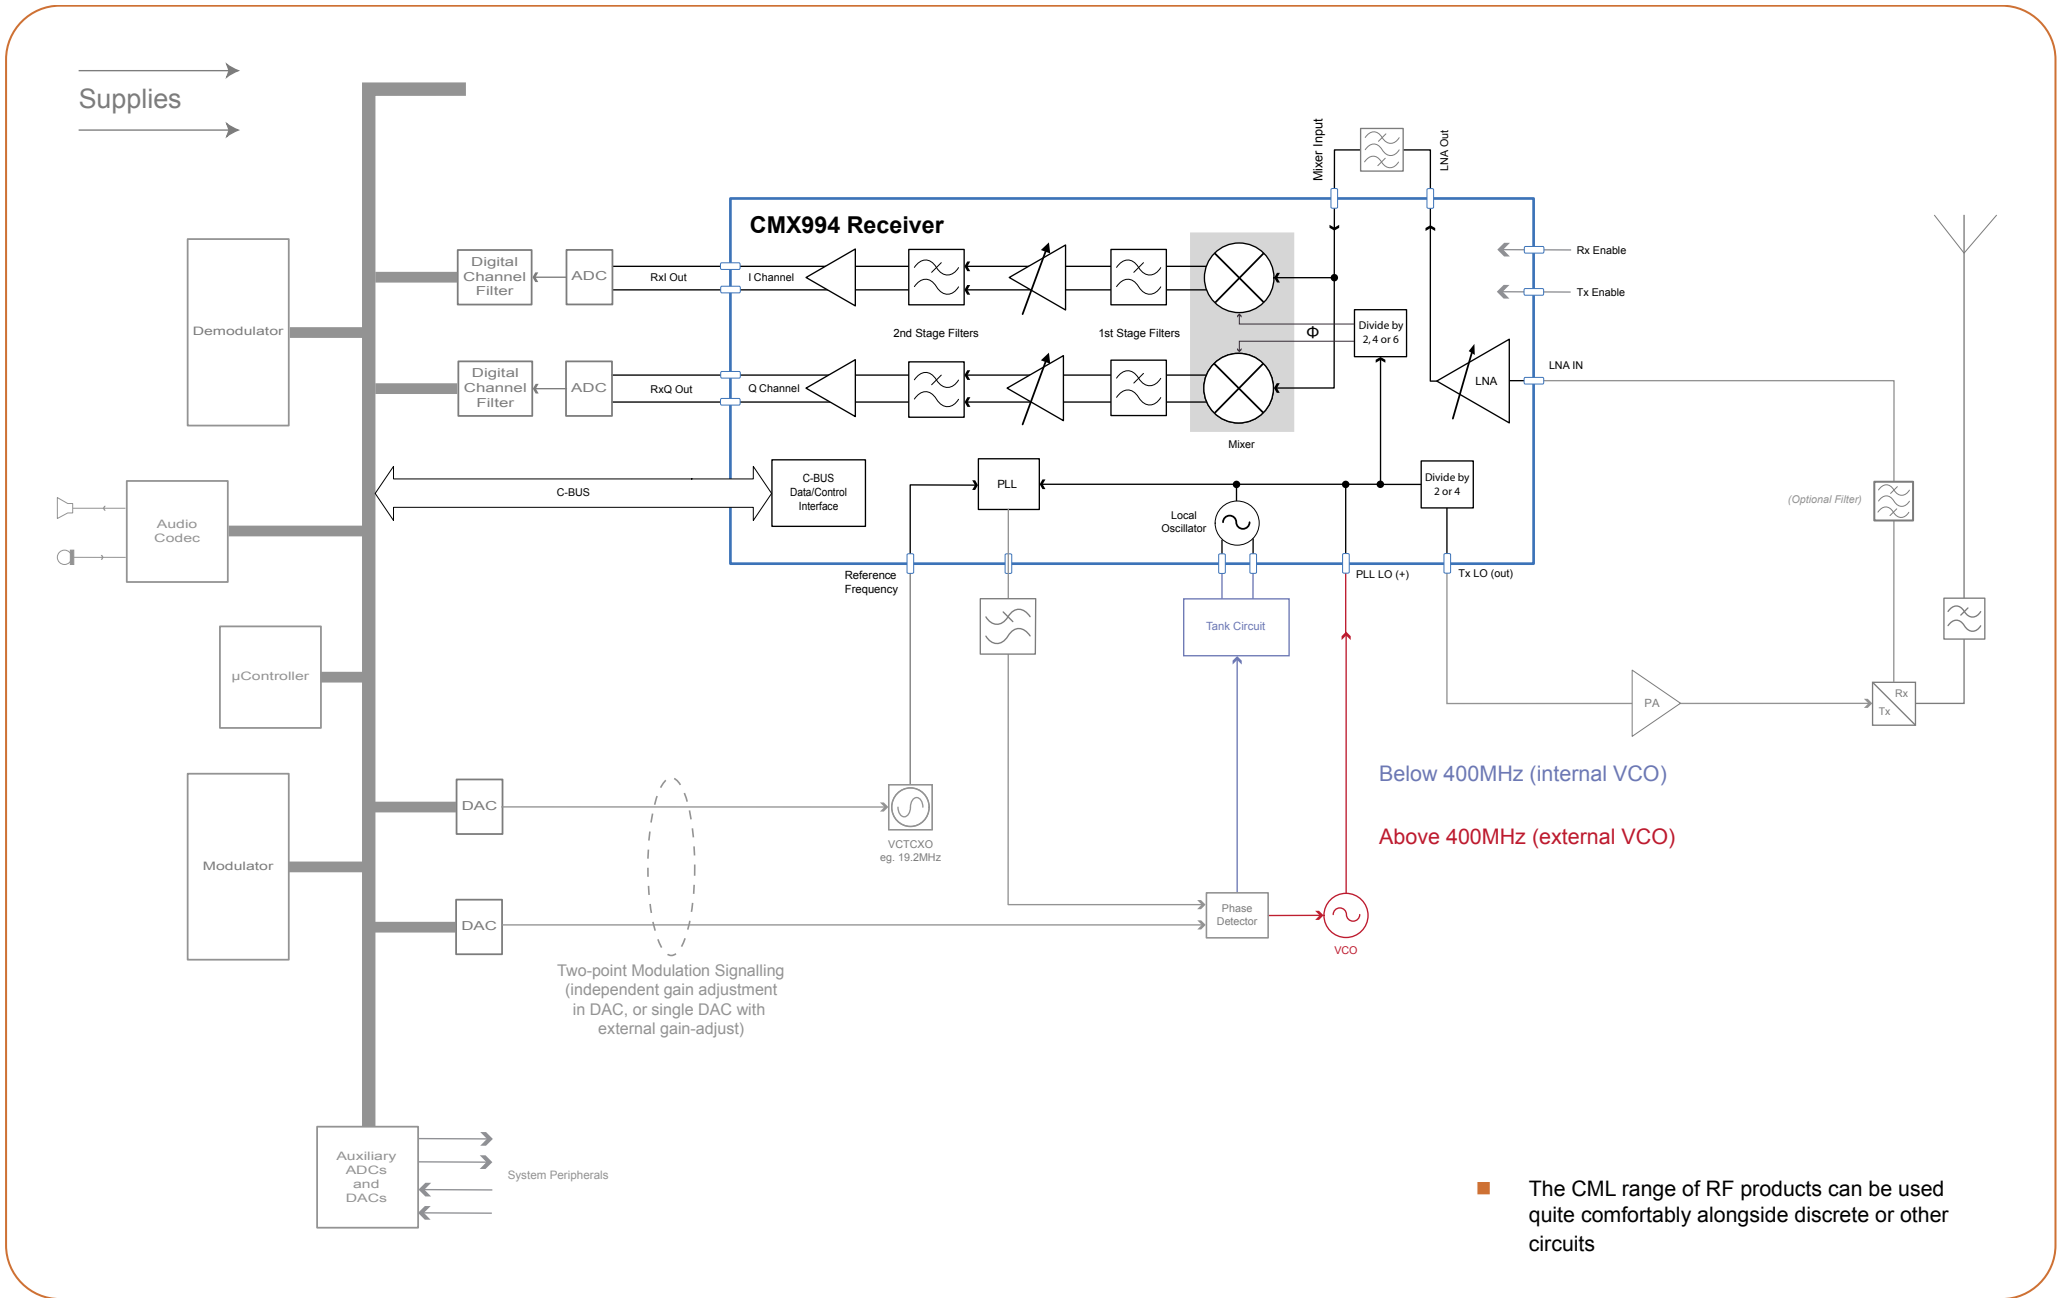 Supplies
Mixer Input
LNA Out
CMX994 Receiver
Digital
Channel
Filter
ADC
RxI Out
I Channel
Rx Enable
Tx Enable
Demodulator
2nd Stage Filters
1st Stage Filters
Φ
Divide by
2, 4 or 6
Digital
Channel
Filter
ADC
RxQ Out
Q Channel
LNA
LNA IN
Mixer
C-BUS
C-BUS
Data/Control
Interface
PLL
Divide by
2 or 4
Local
Oscillator
(Optional Filter)
Audio
Codec
Reference
Frequency
PLL LO (+)
Tx LO (out)
Tank Circuit
µController
PA
Rx
Tx
Below 400MHz (internal VCO)
DAC
VCTCXO
eg. 19.2MHz
Above 400MHz (external VCO)
Modulator
DAC
Phase
Detector
VCO
Two-point Modulation Signalling
(independent gain adjustment
in DAC, or single DAC with
external gain-adjust)
Auxiliary
ADCs
and
DACs
System Peripherals
The CML range of RF products can be used
quite comfortably alongside discrete or other
circuits